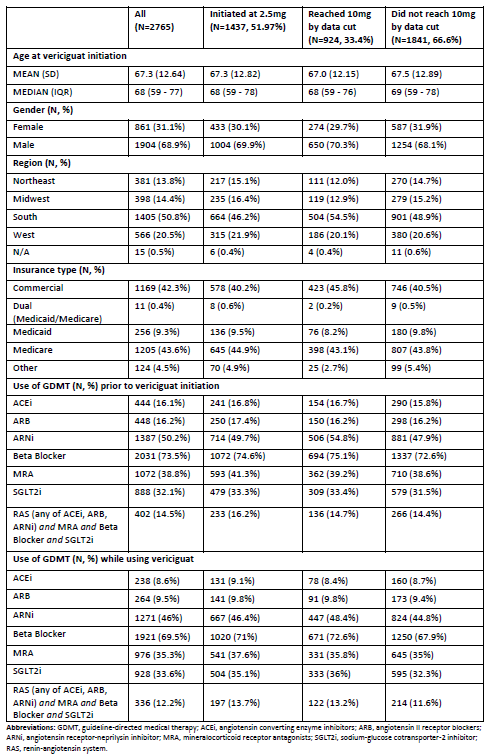 All (N=2765) Initiated at 2.5mg (N=1437, 51.97%) Reached 10mg by data cut (N=924, 33.4%) Did not reach 10mg by data cut (N=1841, 66.6%)
Age at vericiguat initiation
MEAN (SD) 67.3 (12.64) 67.3 (12.82) 67.0 (12.15) 67.5 (12.89)
MEDIAN (IQR) 68 (59 - 77) 68 (59 - 78) 68 (59 - 76) 69 (59 - 78)
Gender (N, %)
Female 861 (31.1%) 433 (30.1%) 274 (29.7%) 587 (31.9%)
Male 1904 (68.9%) 1004 (69.9%) 650 (70.3%) 1254 (68.1%)
Region (N, %)
Northeast 381 (13.8%) 217 (15.1%) 111 (12.0%) 270 (14.7%)
Midwest 398 (14.4%) 235 (16.4%) 119 (12.9%) 279 (15.2%)
South 1405 (50.8%) 664 (46.2%) 504 (54.5%) 901 (48.9%)
West 566 (20.5%) 315 (21.9%) 186 (20.1%) 380 (20.6%)
N/A 15 (0.5%) 6 (0.4%) 4 (0.4%) 11 (0.6%)
Insurance type (N, %)
Commercial 1169 (42.3%) 578 (40.2%) 423 (45.8%) 746 (40.5%)
Dual (Medicaid/Medicare) 11 (0.4%) 8 (0.6%) 2 (0.2%) 9 (0.5%)
Medicaid 256 (9.3%) 136 (9.5%) 76 (8.2%) 180 (9.8%)
Medicare 1205 (43.6%) 645 (44.9%) 398 (43.1%) 807 (43.8%)
Other 124 (4.5%) 70 (4.9%) 25 (2.7%) 99 (5.4%)
Use of GDMT (N, %) prior to vericiguat initiation
ACEi 444 (16.1%) 241 (16.8%) 154 (16.7%) 290 (15.8%)
ARB 448 (16.2%) 250 (17.4%) 150 (16.2%) 298 (16.2%)
ARNi 1387 (50.2%) 714 (49.7%) 506 (54.8%) 881 (47.9%)
Beta Blocker 2031 (73.5%) 1072 (74.6%) 694 (75.1%) 1337 (72.6%)
MRA 1072 (38.8%) 593 (41.3%) 362 (39.2%) 710 (38.6%)
SGLT2i 888 (32.1%) 479 (33.3%) 309 (33.4%) 579 (31.5%)
RAS (any of ACEi, ARB, ARNi) and MRA and Beta Blocker and SGLT2i 402 (14.5%) 233 (16.2%) 136 (14.7%) 266 (14.4%)
Use of GDMT (N, %) while using vericiguat
ACEi 238 (8.6%) 131 (9.1%) 78 (8.4%) 160 (8.7%)
ARB 264 (9.5%) 141 (9.8%) 91 (9.8%) 173 (9.4%)
ARNi 1271 (46%) 667 (46.4%) 447 (48.4%) 824 (44.8%)
Beta Blocker 1921 (69.5%) 1020 (71%) 671 (72.6%) 1250 (67.9%)
MRA 976 (35.3%) 541 (37.6%) 331 (35.8%) 645 (35%)
SGLT2i 928 (33.6%) 504 (35.1%) 333 (36%) 595 (32.3%)
RAS (any of ACEi, ARB, ARNi) and MRA and Beta Blocker and SGLT2i 336 (12.2%) 197 (13.7%) 122 (13.2%) 214 (11.6%)
Abbreviations: GDMT, guideline-directed medical therapy; ACEi, angiotensin converting enzyme inhibitors; ARB, angiotensin II receptor blockers;
ARNi, angiotensin receptor-neprilysin inhibitor; MRA, mineralocorticoid receptor antagonists; SGLT2i, sodium-glucose cotransporter-2 inhibitor;
RAS, renin-angiotensin system.